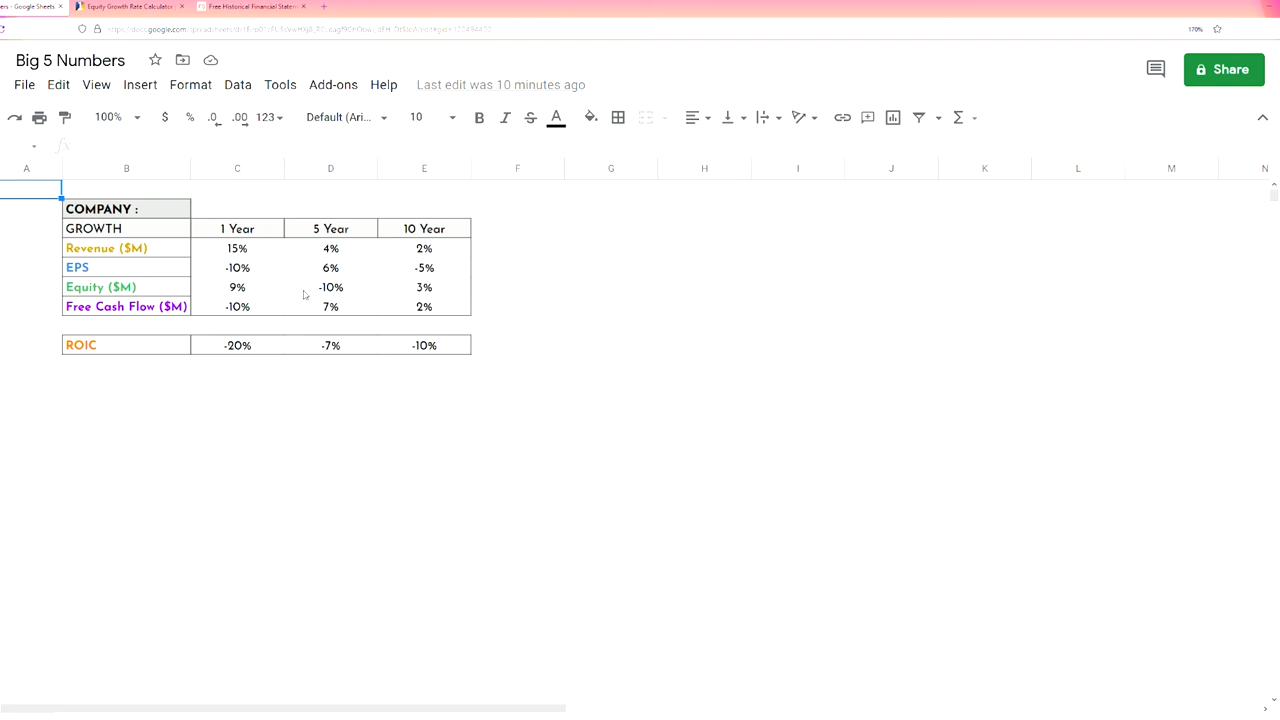 ers - Google Sheets × Equity Growth Rate Calculator × Free Historical Financial Statem ×
170%
Big 5 Numbers
Share
File Edit View Insert Format Data Tools Add-ons Help Last edit was 10 minutes ago
100% $ % .0 .00 123 Default (Ari... 10 B I S A
fx
A B C D E F G H I J K L M N
COMPANY :
GROWTH 1 Year 5 Year 10 Year
Revenue ($M) 15% 4% 2%
EPS -10% 6% -5%
Equity ($M) 9% -10% 3%
Free Cash Flow ($M) -10% 7% 2%
ROIC -20% -7% -10%